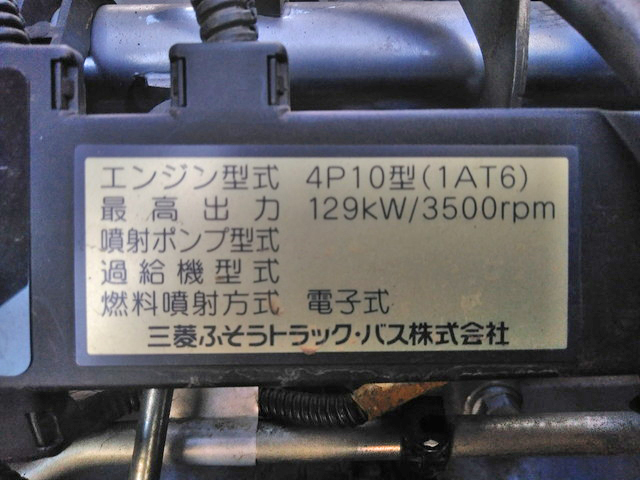 エンジン型式 4P10型(1AT6)
最高出力 129kW/3500rpm
噴射ポンプ型式
過給機型式
燃料噴射方式 電子式
三菱ふそうトラック・バス株式会社